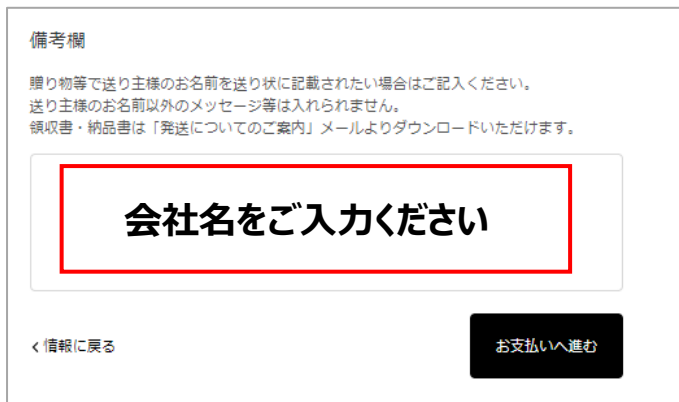 備考欄
贈り物等で送り主様のお名前を送り状に記載されたい場合はご記入ください。
送り主様のお名前以外のメッセージ等は入れられません。
領収書・納品書は「発送についてのご案内」メールよりダウンロードいただけます。
会社名をご入力ください
< 情報に戻る
お支払いへ進む